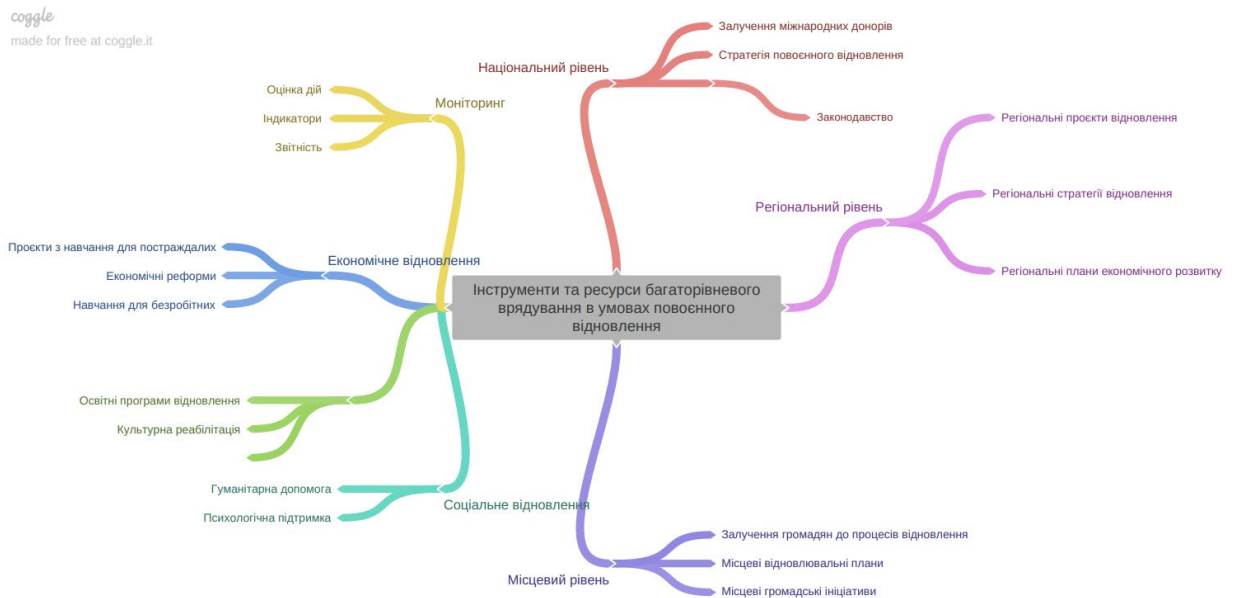 coggle
made for free at coggle.it
Залучення міжнародних донорів
Стратегія повоєнного відновлення
Національний рівень
Законодавство
Моніторинг
Оцінка дій
Індикатори
Звітність
Регіональні проєкти відновлення
Регіональні стратегії відновлення
Регіональний рівень
Регіональні плани економічного розвитку
Економічне відновлення
Проєкти з навчання для постраждалих
Економічні реформи
Навчання для безробітних
Інструменти та ресурси багаторівневого
врядування в умовах повоєнного
відновлення
Освітні програми відновлення
Культурна реабілітація
Гуманітарна допомога
Психологічна підтримка
Соціальне відновлення
Місцевий рівень
Залучення громадян до процесів відновлення
Місцеві відновлювальні плани
Місцеві громадські ініціативи